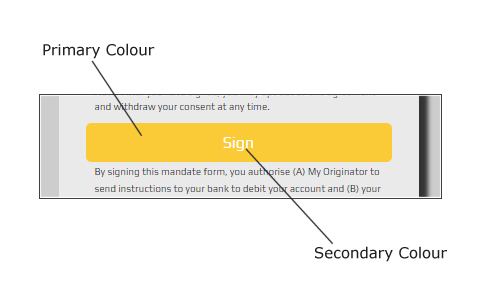 Primary Colour
and withdraw your consent at any time.
Sign
By signing this mandate form, you authorise (A) My Originator to
send instructions to your bank to debit your account and (B) your
Secondary Colour